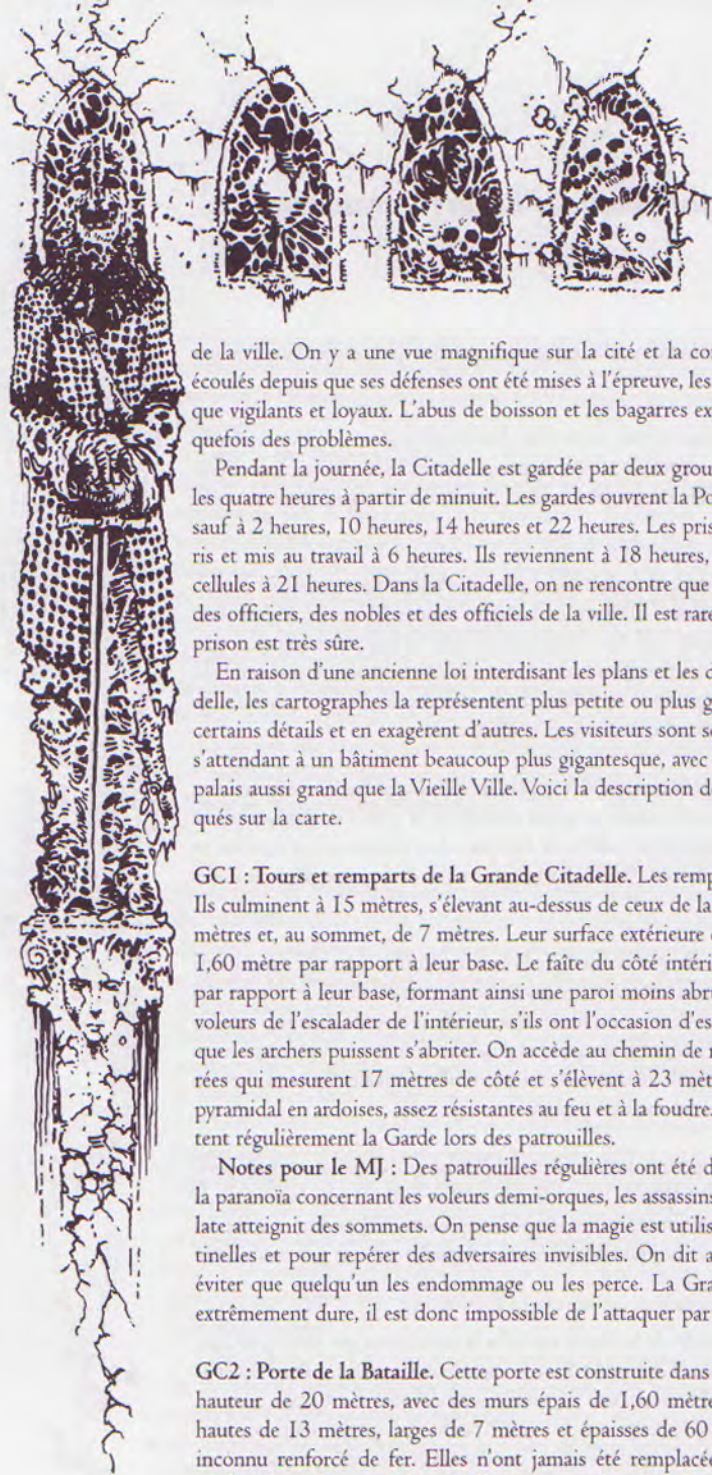 de la ville. On y a une vue magnifique sur la cité et la
écoulés depuis que ses défenses ont été mises à l'épreuve, les
que vigilants et loyaux. L'abus de boisson et les bagarres
quefois des problèmes.
Pendant la journée, la Citadelle est gardée par deux
les quatre heures à partir de minuit. Les gardes ouvrent la
sauf à 2 heures, 10 heures, 14 heures et 22 heures. Les
ris et mis au travail à 6 heures. Ils reviennent à 18 heures,
cellules à 21 heures. Dans la Citadelle, on ne rencontre que
des officiers, des nobles et des officiels de la ville. Il est rare
prison est très sûre.
En raison d'une ancienne loi interdisant les plans et les
delle, les cartographes la représentent plus petite ou plus
certains détails et en exagèrent d'autres. Les visiteurs sont
s'attendant à un bâtiment beaucoup plus gigantesque, avec
palais aussi grand que la Vieille Ville. Voici la description
qués sur la carte.
GC1 : Tours et remparts de la Grande Citadelle. Les
Ils culminent à 15 mètres, s'élevant au-dessus de ceux de la
mètres et, au sommet, de 7 mètres. Leur surface extérieure
1,60 mètre par rapport à leur base. Le faîte du côté
par rapport à leur base, formant ainsi une paroi moins
voleurs de l'escalader de l'intérieur, s'ils ont l'occasion
que les archers puissent s'abriter. On accède au chemin de
rées qui mesurent 17 mètres de côté et s'élèvent à 23
pyramidal en ardoises, assez résistantes au feu et à la foudre.
tent régulièrement la Garde lors des patrouilles.
Notes pour le MJ : Des patrouilles régulières ont été
la paranoïa concernant les voleurs demi-orques, les assassins
late atteignit des sommets. On pense que la magie est
tinelles et pour repérer des adversaires invisibles. On dit
éviter que quelqu'un les endommage ou les perce. La
extrêmement dure, il est donc impossible de l'attaquer par
GC2 : Porte de la Bataille. Cette porte est construite dans
hauteur de 20 mètres, avec des murs épais de 1,60
hautes de 13 mètres, larges de 7 mètres et épaisses de 60
inconnu renforcé de fer. Elles n'ont jamais été